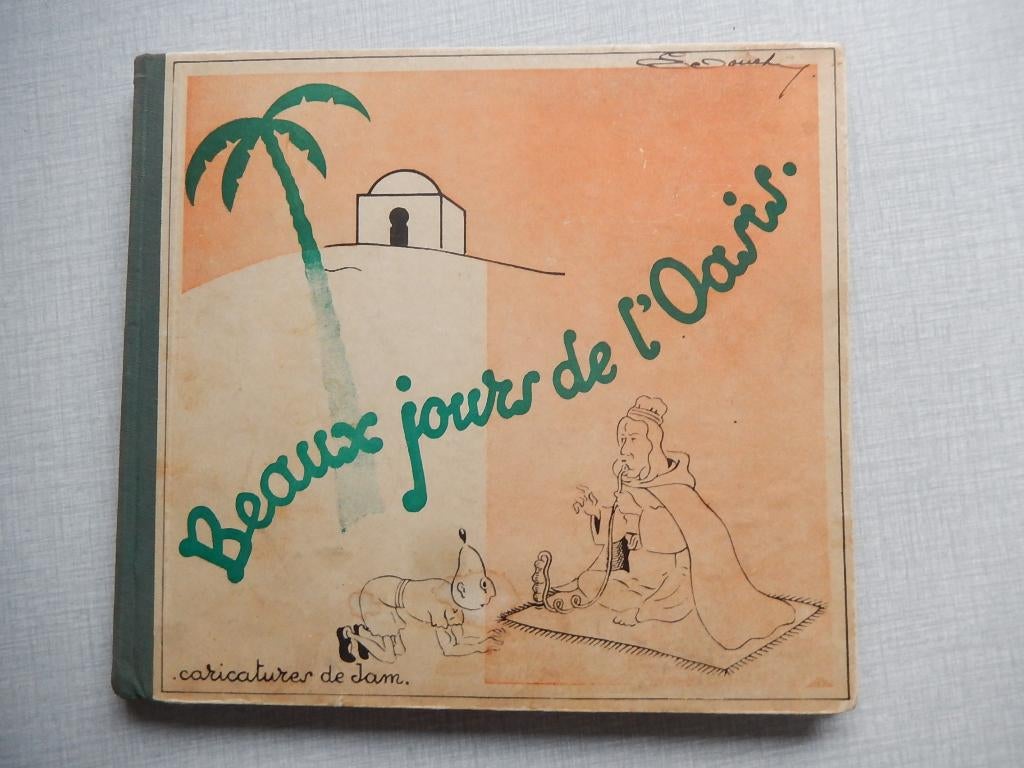 Beaux jours de l'Oasis.
.caricatures de Jam.